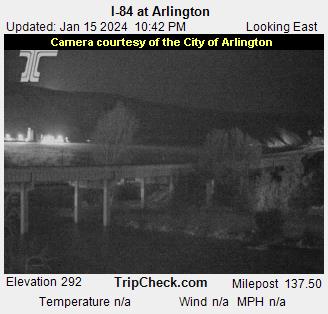 I-84 at Arlington
Updated: Jan 15 2024 10:42 PM Looking East
Camera courtesy of the City of Arlington
Elevation 292 TripCheck.com Milepost 137.50
Temperature n/a Wind n/a MPH n/a